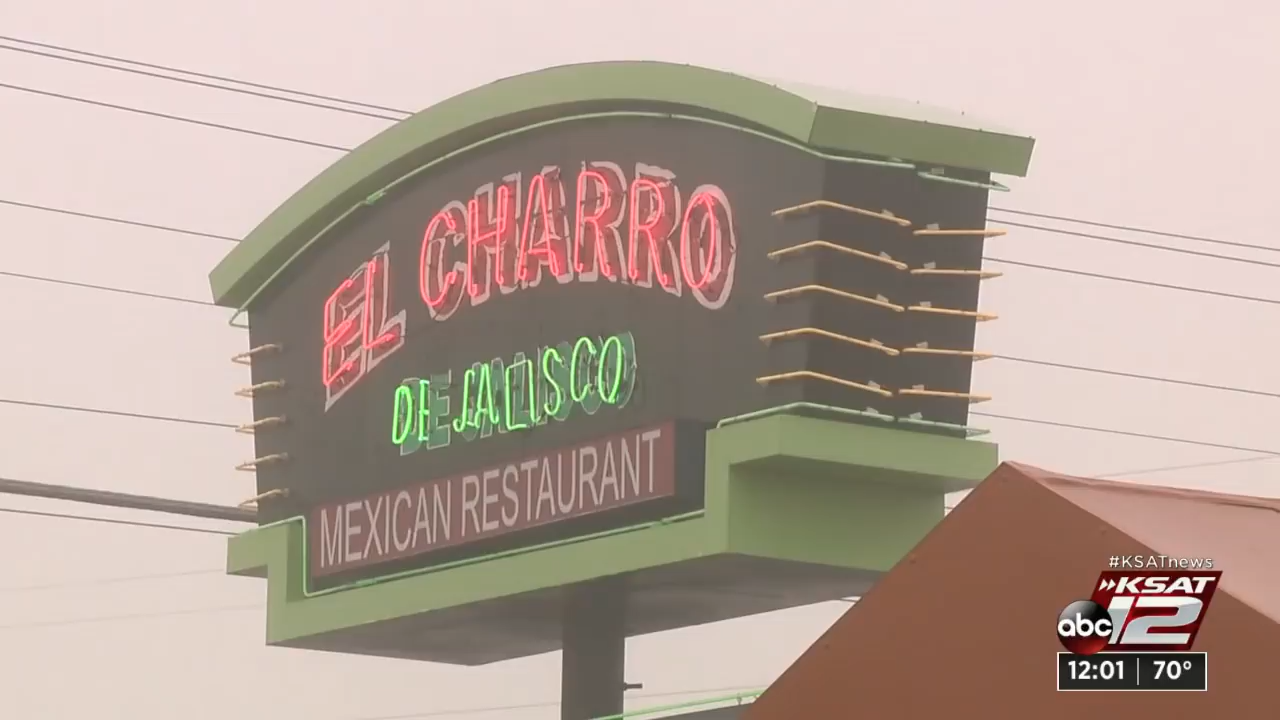 EL CHARRO
DE JALISCO
MEXICAN RESTAURANT
#KSATnews
KSAT
abc 12
12:01 70°